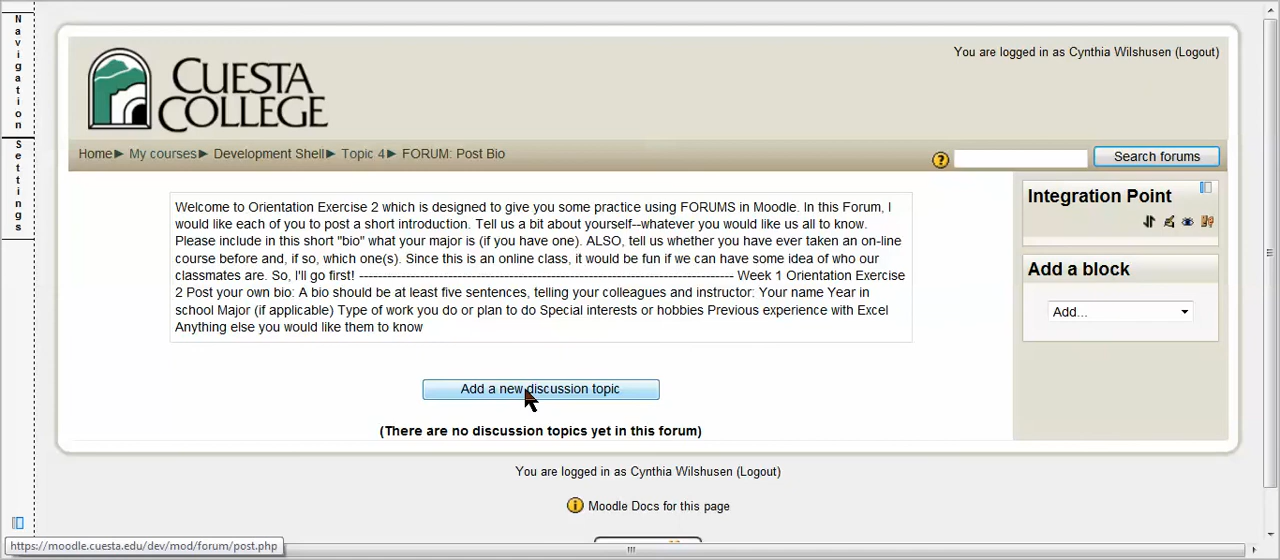 Navigation
Settings
You are logged in as Cynthia Wilshusen (Logout)
CUESTA
COLLEGE
Home► My courses► Development Shell► Topic 4► FORUM: Post Bio
Search forums
Welcome to Orientation Exercise 2 which is designed to give you some practice using FORUMS in Moodle. In this Forum, I
would like each of you to post a short introduction. Tell us a bit about yourself--whatever you would like us all to know.
Please include in this short "bio" what your major is (if you have one). ALSO, tell us whether you have ever taken an on-line
course before and, if so, which one(s). Since this is an online class, it would be fun if we can have some idea of who our
classmates are. So, I'll go first! -------------------------------------------------------------------------------------- Week 1 Orientation Exercise
2 Post your own bio: A bio should be at least five sentences, telling your colleagues and instructor: Your name Year in
school Major (if applicable) Type of work you do or plan to do Special interests or hobbies Previous experience with Excel
Anything else you would like them to know
Integration Point
Add a block
Add...
Add a new discussion topic
(There are no discussion topics yet in this forum)
You are logged in as Cynthia Wilshusen (Logout)
Moodle Docs for this page
https://moodle.cuesta.edu/dev/mod/forum/post.php